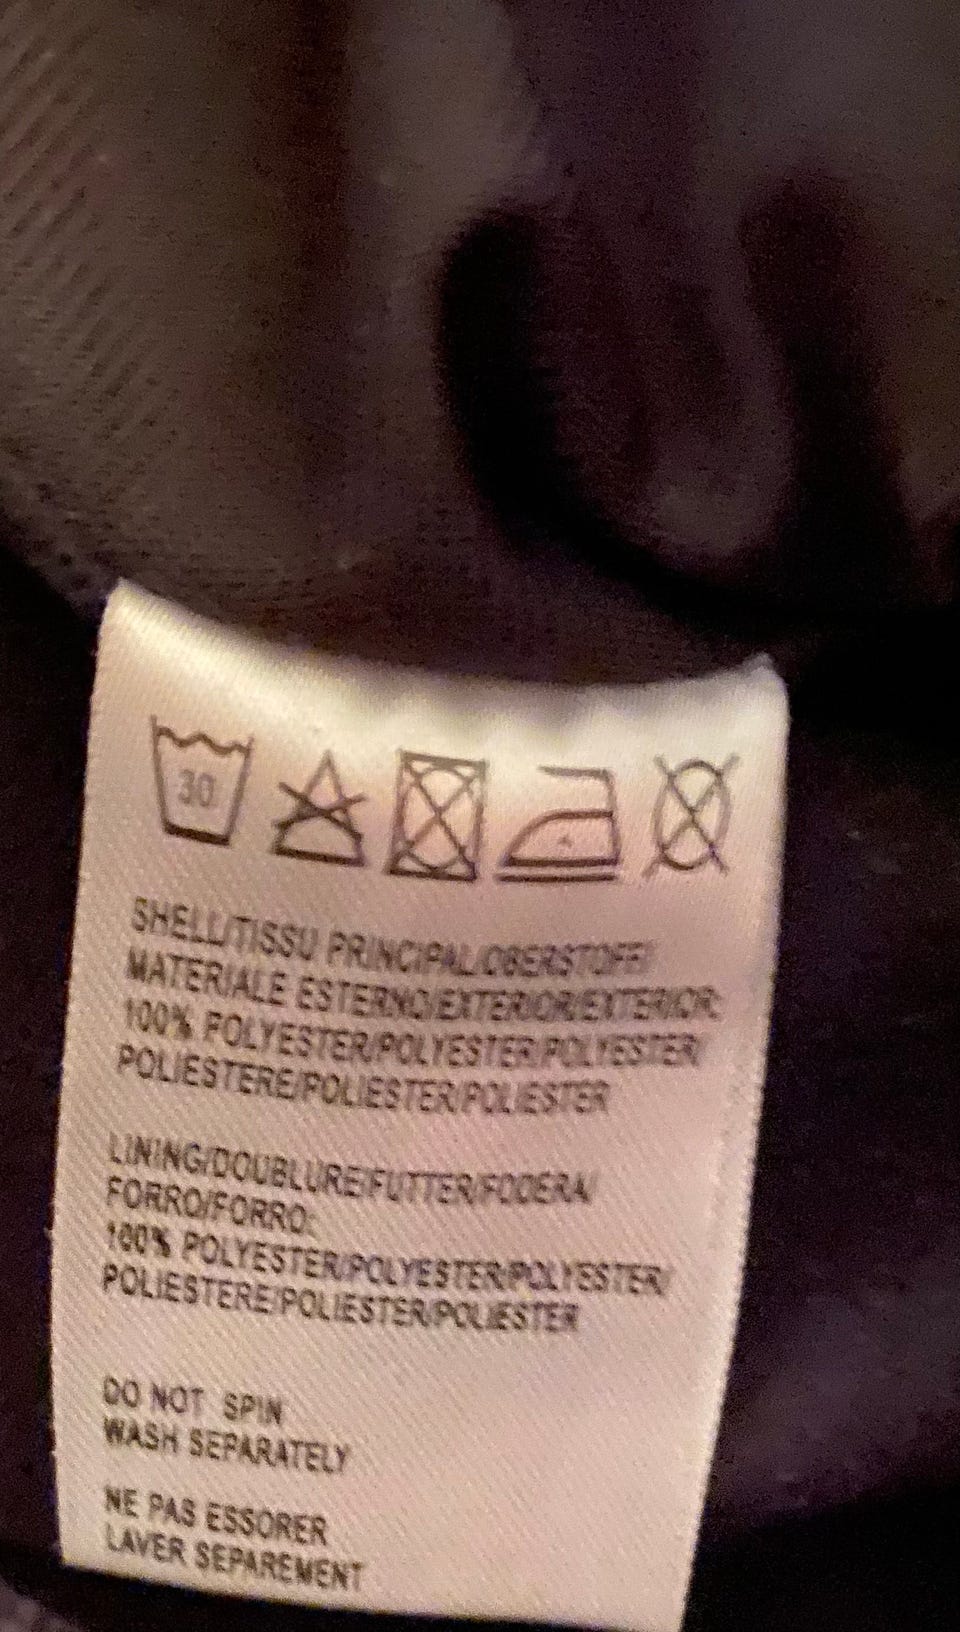 30
SHELL/TISSU PRINCIPAL/OBERSTOFF/
MATERIALE ESTERNO/EXTERIOR/EXTERIOR:
100% POLYESTER/POLYESTER/POLYESTER/
POLIESTERE/POLIESTER/POLIESTER
LINING/DOUBLURE/FUTTER/FODERA/
FORRO/FORRO:
100% POLYESTER/POLYESTER/POLYESTER/
POLIESTERE/POLIESTER/POLIESTER
DO NOT SPIN
WASH SEPARATELY
NE PAS ESSORER
LAVER SEPAREMENT